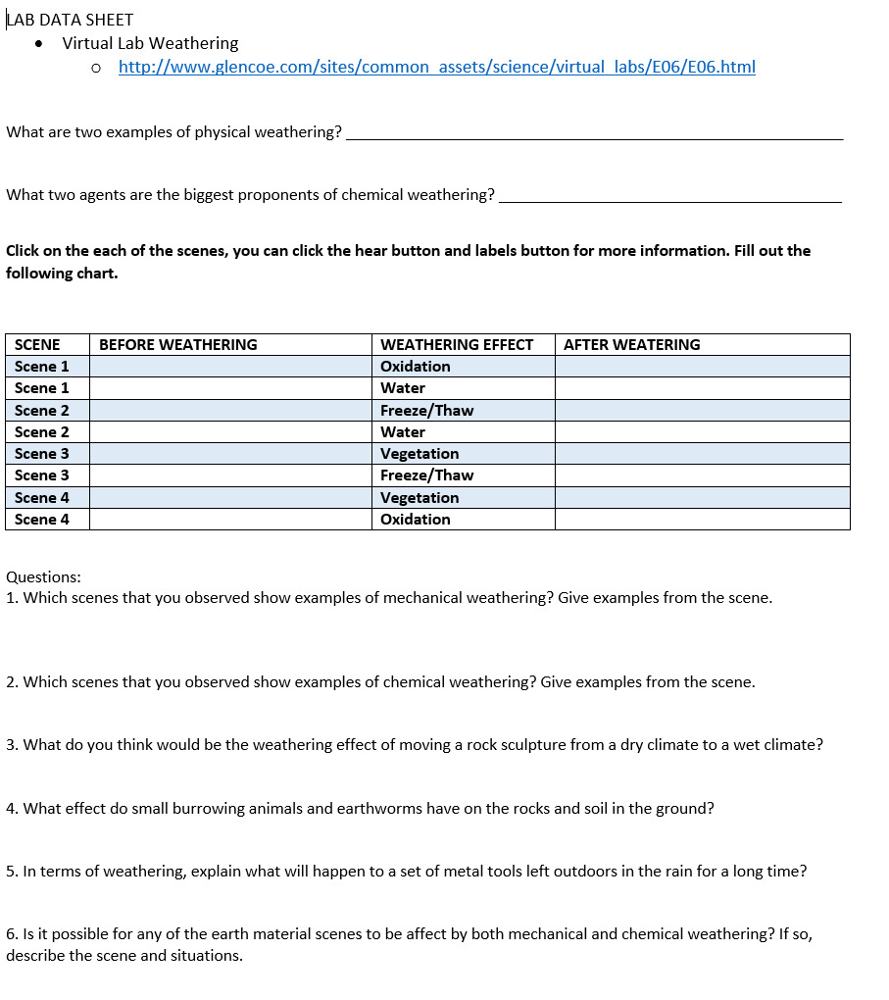 LAB DATA SHEET
• Virtual Lab Weathering
o http://www.glencoe.com/sites/common_assets/science/virtual_labs/E06/E06.html
What are two examples of physical weathering? ___
What two agents are the biggest proponents of chemical weathering? ___
Click on the each of the scenes, you can click the hear button and labels button for more information. Fill out the
following chart.
SCENE BEFORE WEATHERING WEATHERING EFFECT AFTER WEATERING
Scene 1 Oxidation
Scene 1 Water
Scene 2 Freeze/Thaw
Scene 2 Water
Scene 3 Vegetation
Scene 3 Freeze/Thaw
Scene 4 Vegetation
Scene 4 Oxidation
Questions:
1. Which scenes that you observed show examples of mechanical weathering? Give examples from the scene.
2. Which scenes that you observed show examples of chemical weathering? Give examples from the scene.
3. What do you think would be the weathering effect of moving a rock sculpture from a dry climate to a wet climate?
4. What effect do small burrowing animals and earthworms have on the rocks and soil in the ground?
5. In terms of weathering, explain what will happen to a set of metal tools left outdoors in the rain for a long time?
6. Is it possible for any of the earth material scenes to be affect by both mechanical and chemical weathering? If so,
describe the scene and situations.